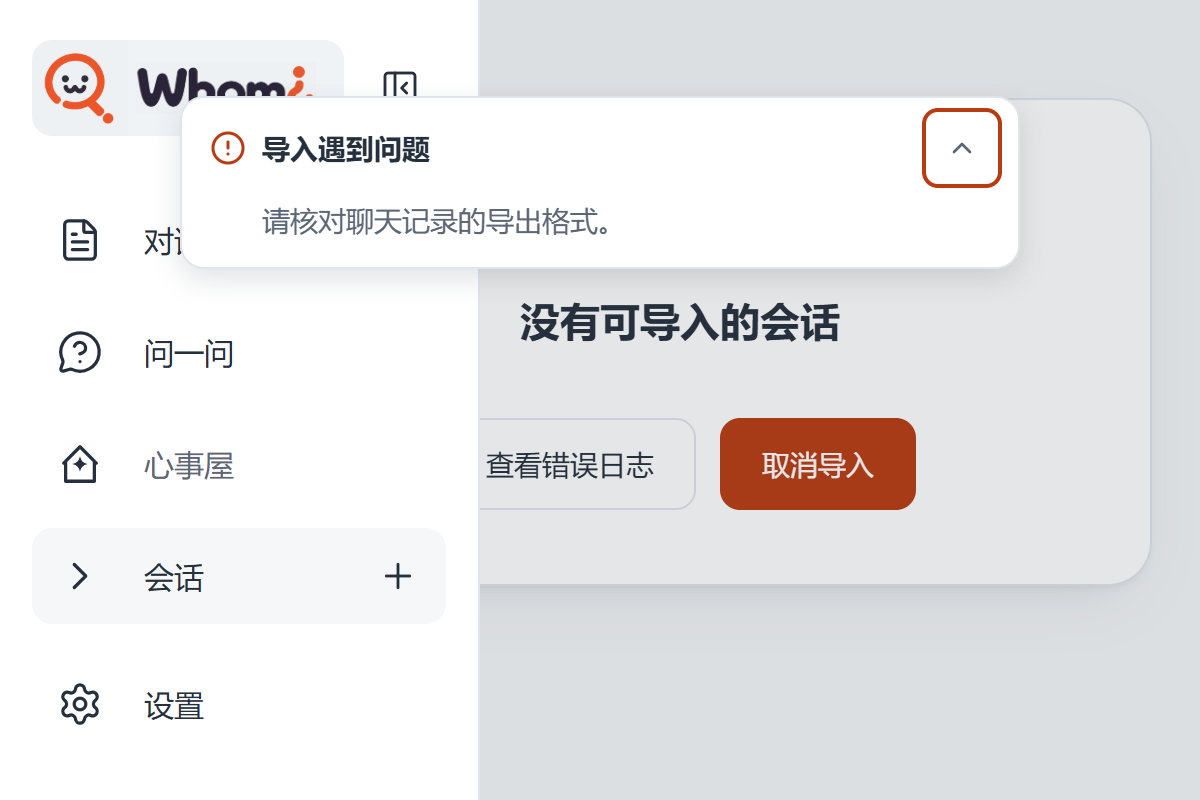 Whomi
导入遇到问题
请核对聊天记录的导出格式。
对
问一问
心事屋
会话
设置
没有可导入的会话
查看错误日志
取消导入